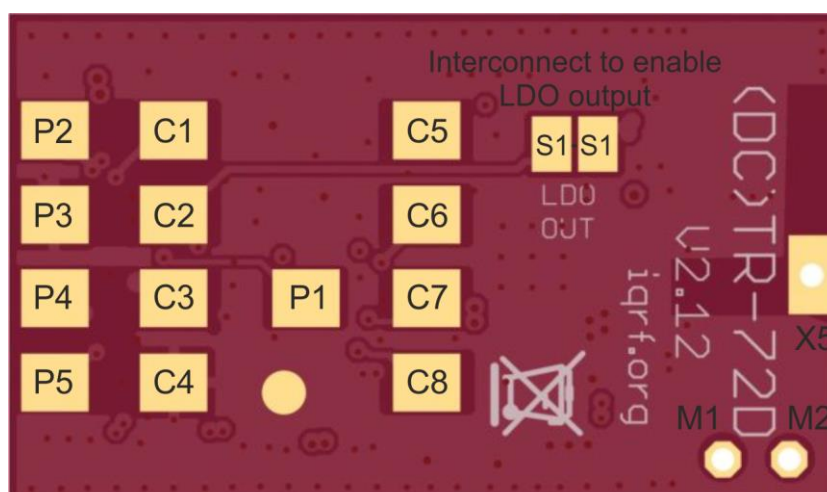 Interconnect to enable
LDO output
P2 C1 C5 S1 S1
P3 C2 C6 LDO
OUT
P4 C3 P1 C7
P5 C4 C8
<DC>TR-72D
V2.12
iqrf.org
X5
M1 M2